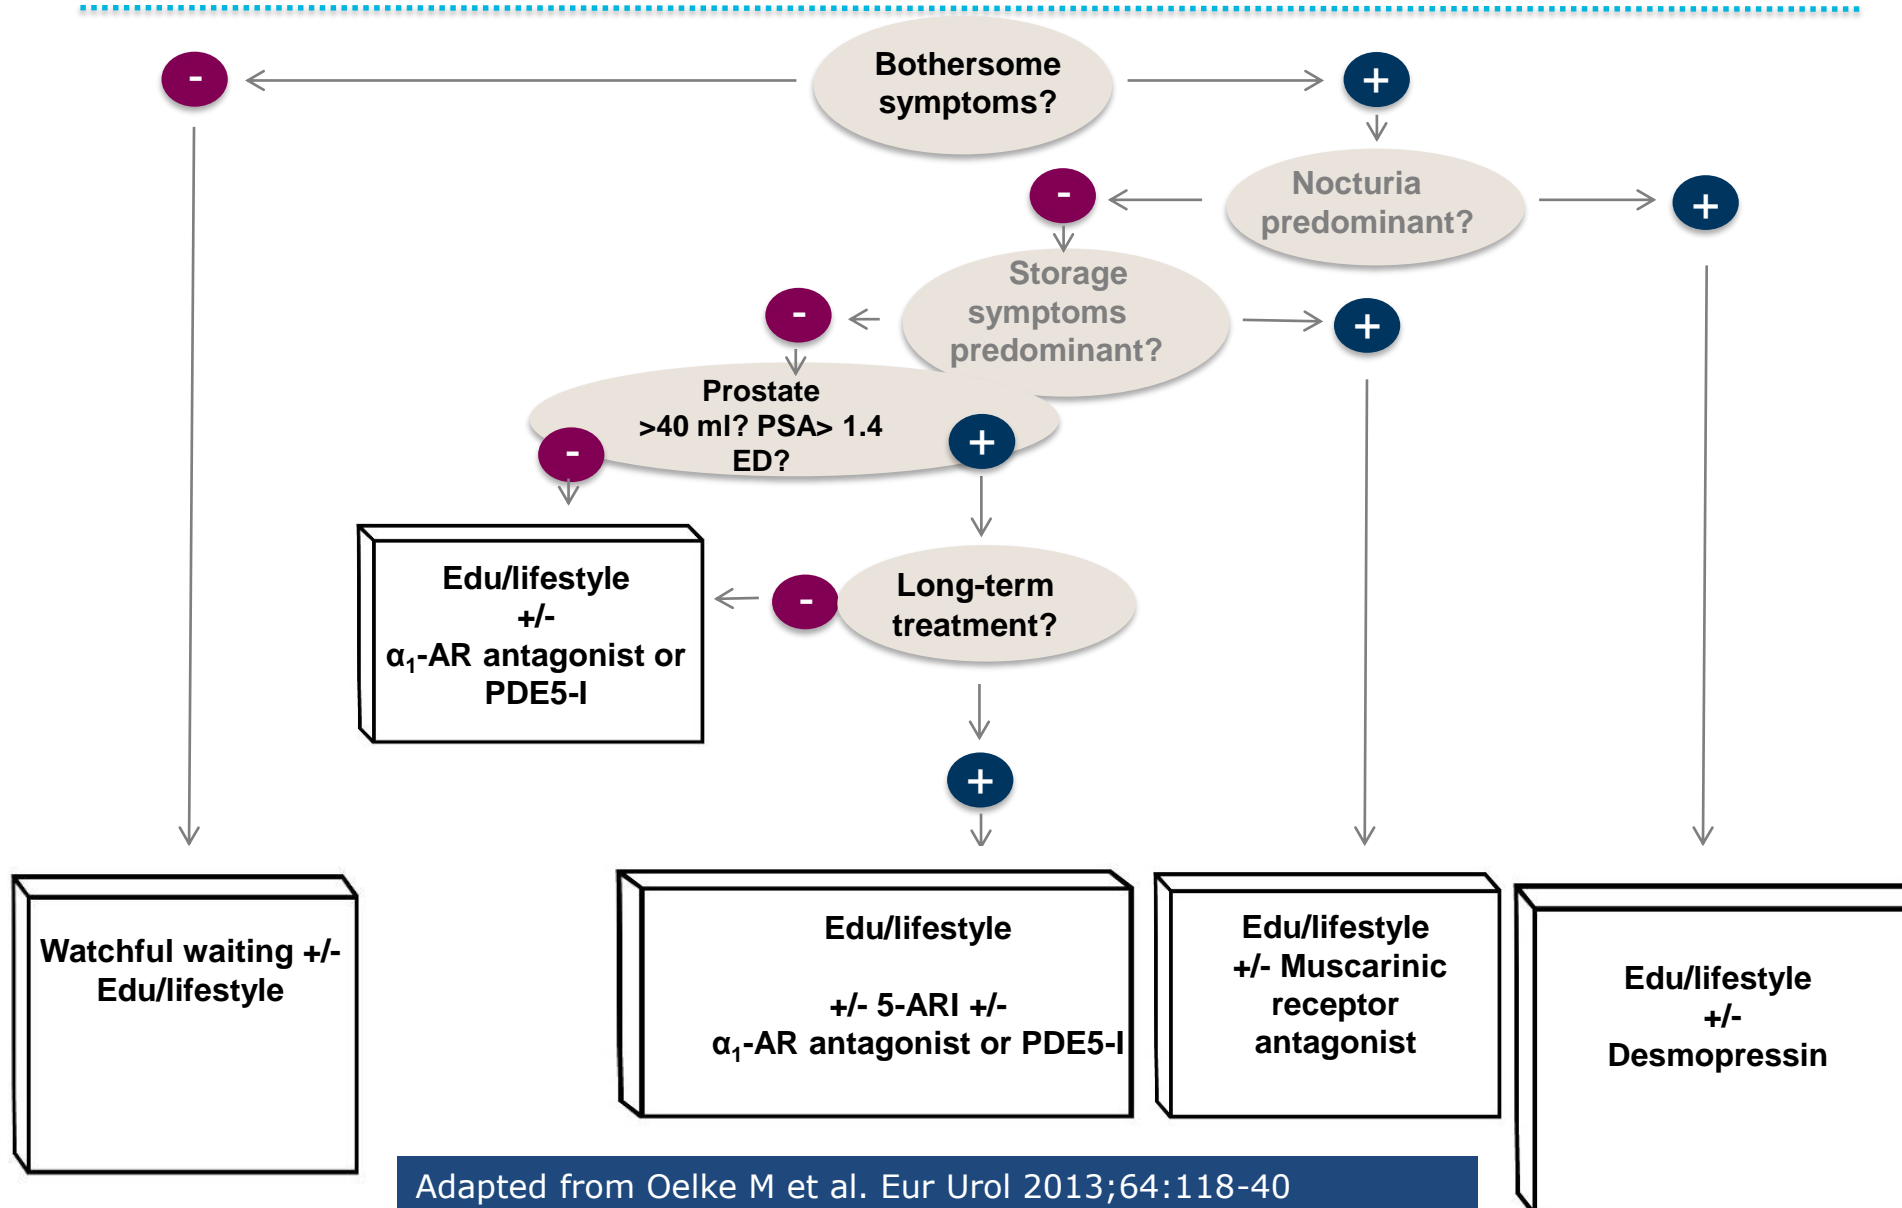 Bothersome
symptoms?
-
+
Nocturia
predominant?
-
+
Storage
symptoms
predominant?
-
+
Prostate
>40 ml? PSA> 1.4
ED?
-
+
Edu/lifestyle
+/-
α₁-AR antagonist or
PDE5-I
-
Long-term
treatment?
+
Watchful waiting +/-
Edu/lifestyle
Edu/lifestyle
+/- 5-ARI +/-
α₁-AR antagonist or PDE5-I
Edu/lifestyle
+/- Muscarinic
receptor
antagonist
Edu/lifestyle
+/-
Desmopressin
Adapted from Oelke M et al. Eur Urol 2013;64:118-40